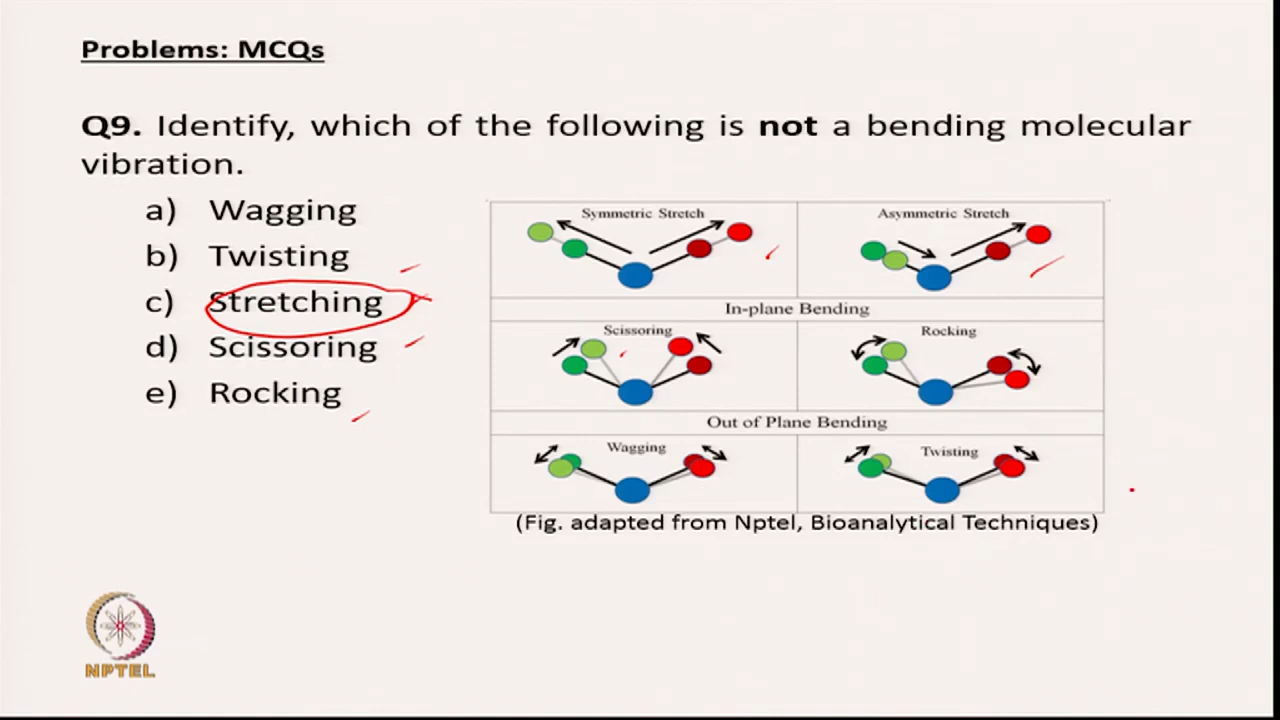 Problems: MCQs
Q9. Identify, which of the following is not a bending molecular
vibration.
a) Wagging
b) Twisting
c) Stretching
d) Scissoring
e) Rocking
Symmetric Stretch
Asymmetric Stretch
In-plane Bending
Scissoring
Rocking
Out of Plane Bending
Wagging
Twisting
(Fig. adapted from Nptel, Bioanalytical Techniques)
NPTEL